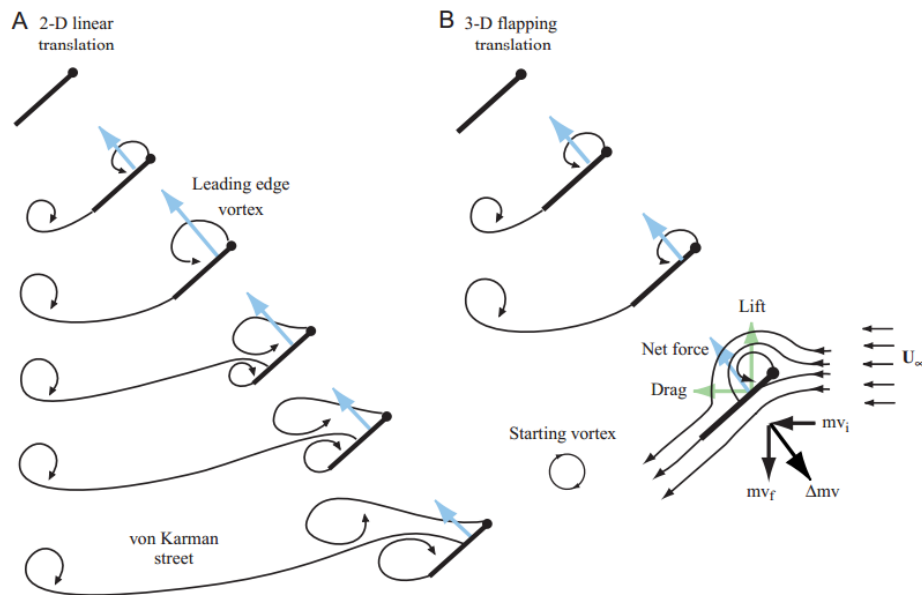 A
2-D linear
translation
Leading edge
vortex
von Karman
street
B
3-D flapping
translation
Lift
Net force
U∞
Drag
Starting vortex
mvi
mvf
Δmv